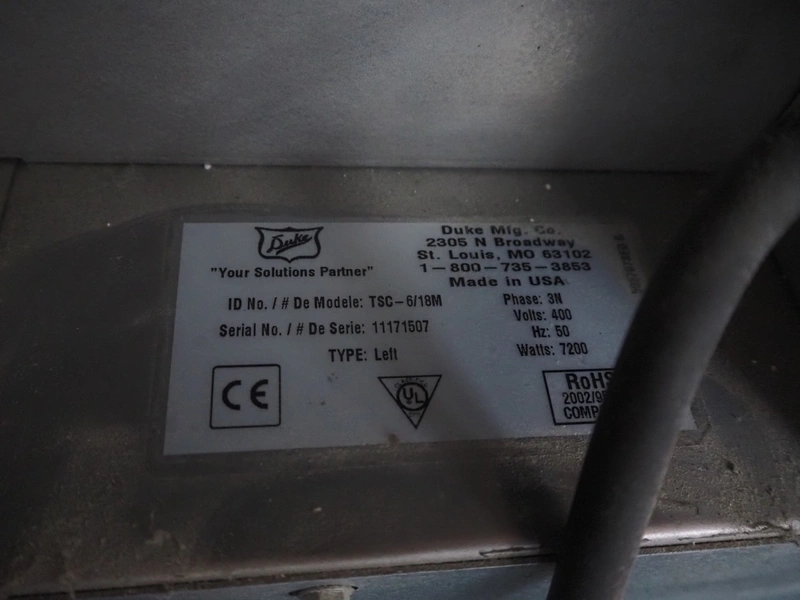 Duke
"Your Solutions Partner"
Duke Mfg. Co.
2305 N Broadway
St. Louis, MO 63102
1-800-735-3853
Made in USA
ID No. / # De Modele: TSC-6/18M
Serial No. / # De Serie: 11171507
TYPE: Left
Phase: 3N
Volts: 400
Hz: 50
Watts: 7200
CE
UL
RoHS